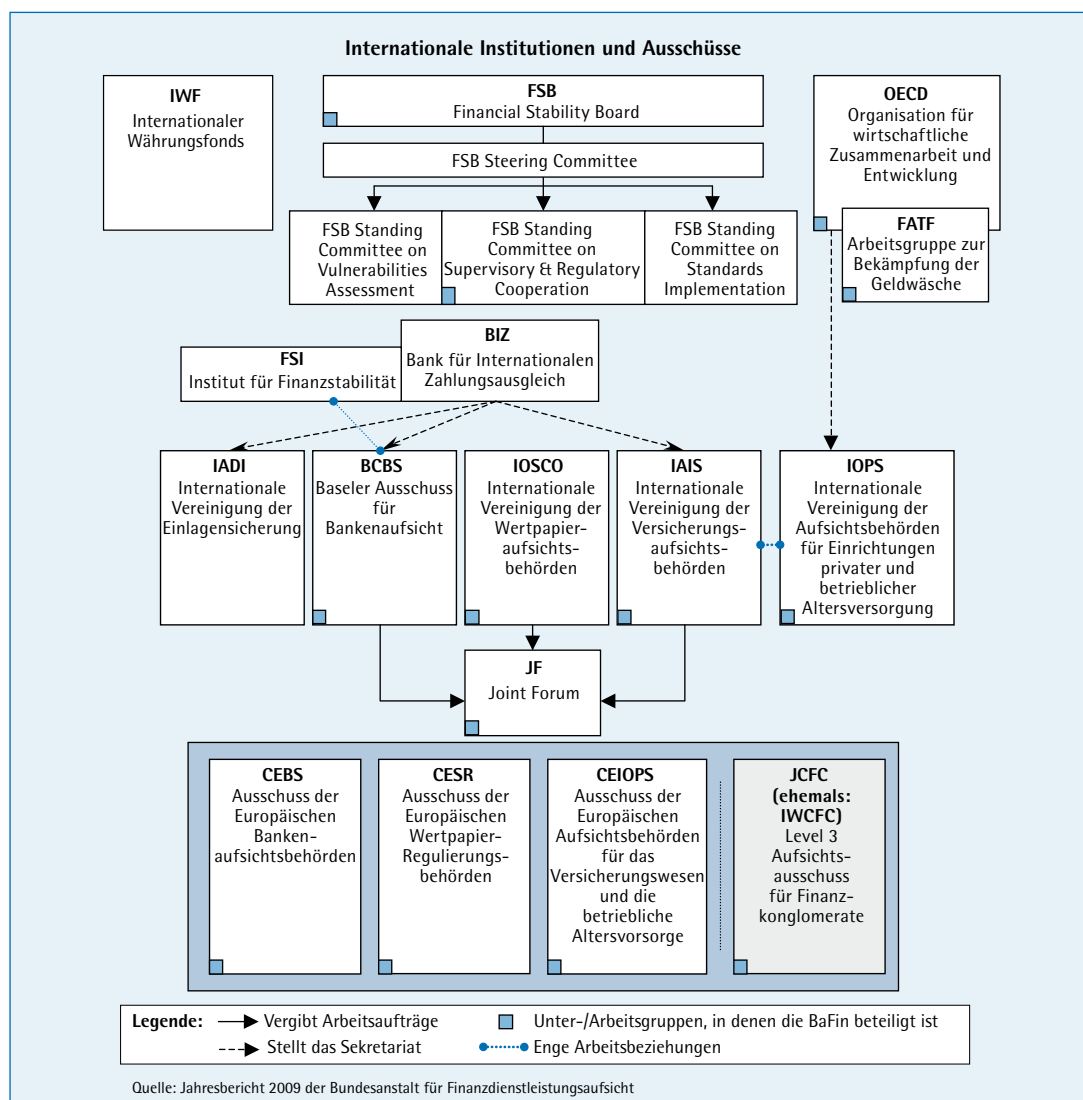 Internationale Institutionen und Ausschüsse
IWF
Internationaler
Währungsfonds
FSB
Financial Stability Board
FSB Steering Committee
FSB Standing
Committee on
Vulnerabilities
Assessment
FSB Standing
Committee on
Supervisory & Regulatory
Cooperation
FSB Standing
Committee on
Standards
Implementation
OECD
Organisation für
wirtschaftliche
Zusammenarbeit und
Entwicklung
FATF
Arbeitsgruppe zur
Bekämpfung der
Geldwäsche
FSI
Institut für Finanzstabilität
BIZ
Bank für Internationalen
Zahlungsausgleich
IADI
Internationale
Vereinigung der
Einlagensicherung
BCBS
Baseler Ausschuss
für
Bankenaufsicht
IOSCO
Internationale
Vereinigung der
Wertpapier-
aufsichts-
behörden
IAIS
Internationale
Vereinigung der
Versicherungs-
aufsichts-
behörden
IOPS
Internationale
Vereinigung der
Aufsichtsbehörden
für Einrichtungen
privater und
betrieblicher
Altersversorgung
JF
Joint Forum
CEBS
Ausschuss der
Europäischen
Banken-
aufsichtsbehörden
CESR
Ausschuss der
Europäischen
Wertpapier-
Regulierungs-
behörden
CEIOPS
Ausschuss der
Europäischen
Aufsichtsbehörden
für das
Versicherungswesen
und die
betriebliche
Altersvorsorge
JCFC
(ehemals:
IWCFC)
Level 3
Aufsichts-
ausschuss
für Finanz-
konglomerate
Legende: Vergibt Arbeitsaufträge Unter-/Arbeitsgruppen, in denen die BaFin beteiligt ist
Stellt das Sekretariat Enge Arbeitsbeziehungen
Quelle: Jahresbericht 2009 der Bundesanstalt für Finanzdienstleistungsaufsicht